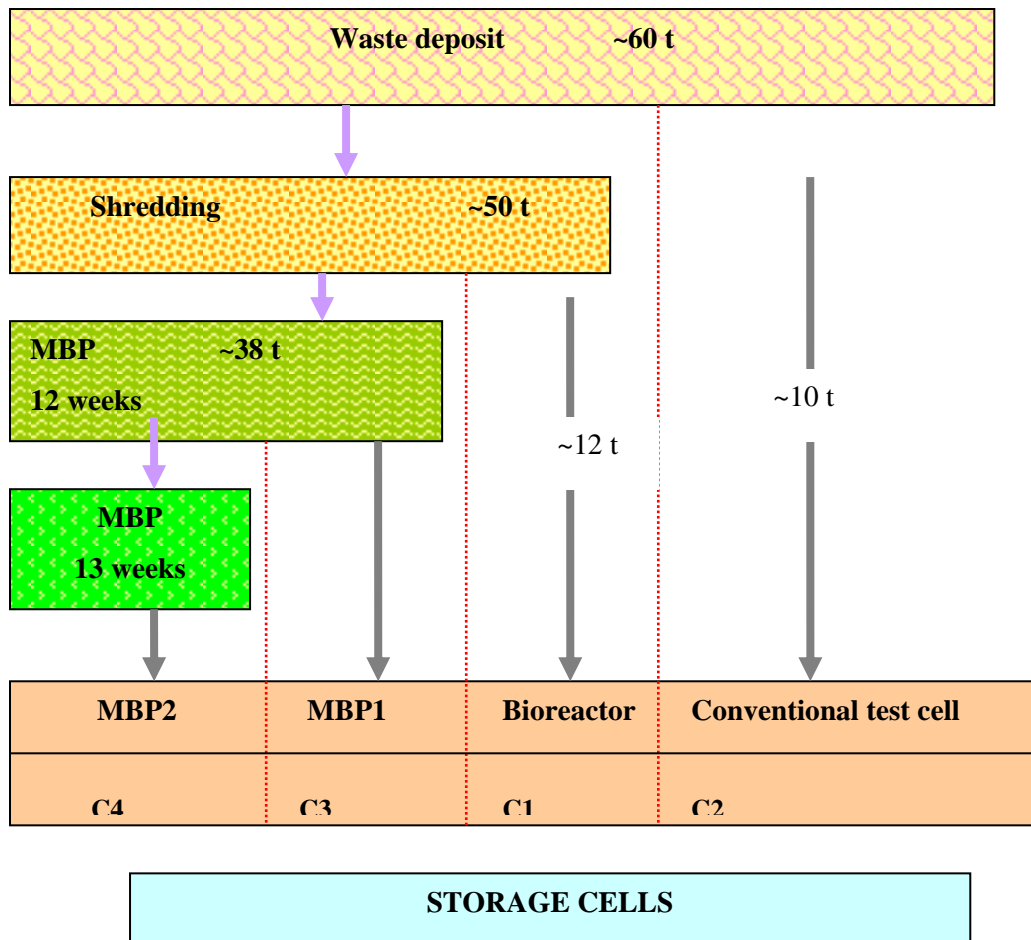 Waste deposit ~60 t
Shredding ~50 t
MBP ~38 t
12 weeks
~10 t
~12 t
MBP
13 weeks
MBP2 MBP1 Bioreactor Conventional test cell
C4 C3 C1 C2
STORAGE CELLS